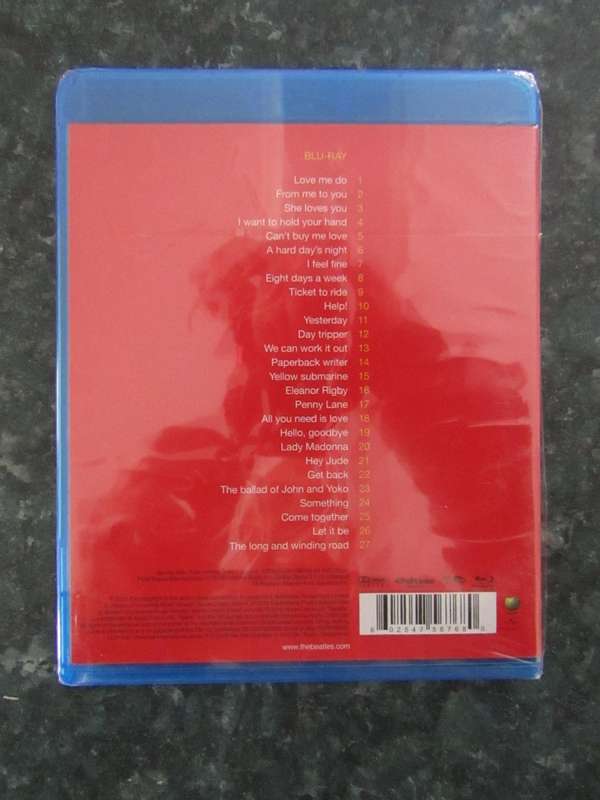 BLU-RAY
Love me do 1
From me to you 2
She loves you 3
I want to hold your hand 4
Can't buy me love 5
A hard day's night 6
I feel fine 7
Eight days a week 8
Ticket to ride 9
Help! 10
Yesterday 11
Day tripper 12
We can work it out 13
Paperback writer 14
Yellow submarine 15
Eleanor Rigby 16
Penny Lane 17
All you need is love 18
Hello, goodbye 19
Lady Madonna 20
Hey Jude 21
Get back 22
The ballad of John and Yoko 23
Something 24
Come together 25
Let it be 26
The long and winding road 27
www.thebeatles.com